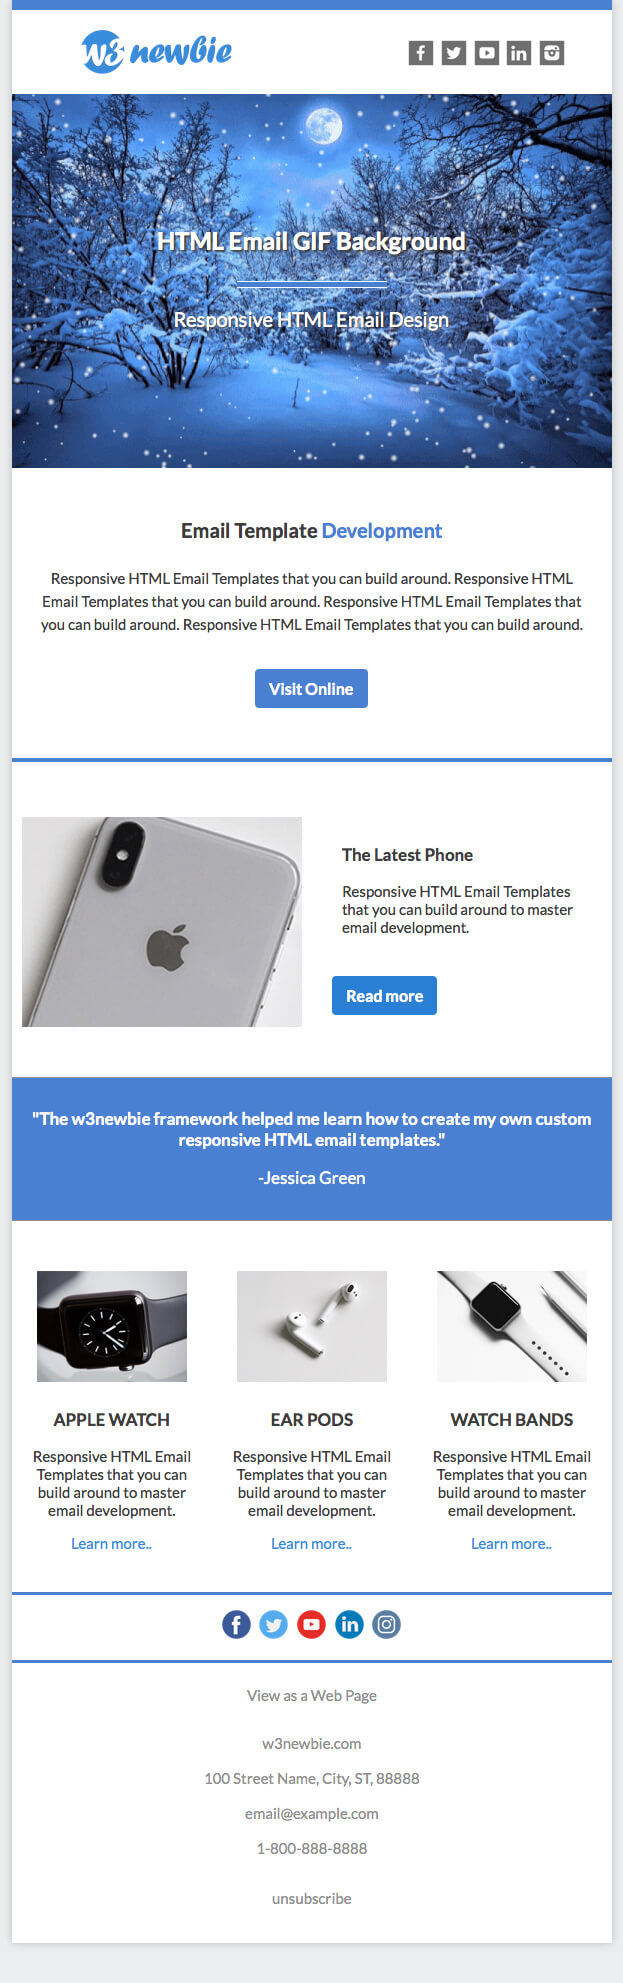 w3 newbie
HTML Email GIF Background
Responsive HTML Email Design
Email Template Development
Responsive HTML Email Templates that you can build around. Responsive HTML
Email Templates that you can build around. Responsive HTML Email Templates that
you can build around. Responsive HTML Email Templates that you can build around.
Visit Online
The Latest Phone
Responsive HTML Email Templates
that you can build around to master
email development.
Read more
"The w3newbie framework helped me learn how to create my own custom
responsive HTML email templates."
-Jessica Green
APPLE WATCH
Responsive HTML Email
Templates that you can
build around to master
email development.
Learn more..
EAR PODS
Responsive HTML Email
Templates that you can
build around to master
email development.
Learn more..
WATCH BANDS
Responsive HTML Email
Templates that you can
build around to master
email development.
Learn more..
View as a Web Page
w3newbie.com
100 Street Name, City, ST, 88888
email@example.com
1-800-888-8888
unsubscribe